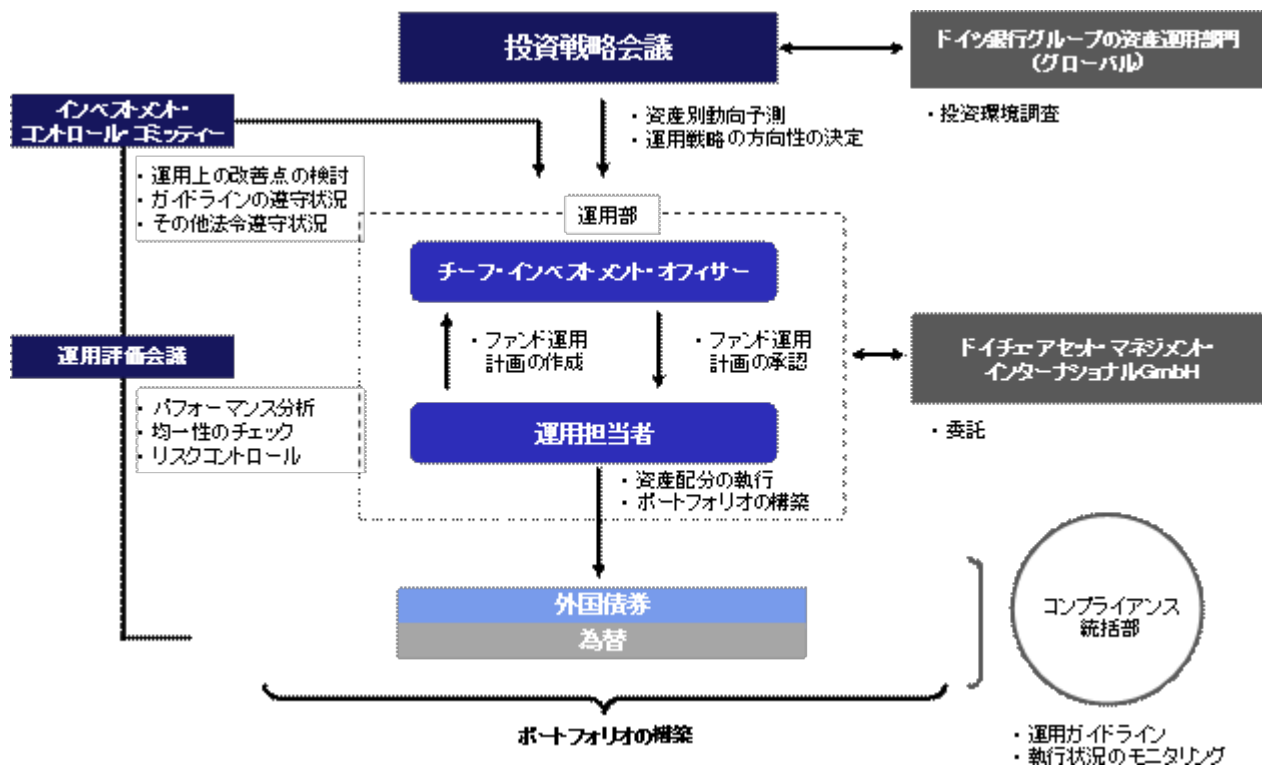 投資戦略会議
ドイツ銀行グループの資産運用部門
(グローバル)
・投資環境調査
・資産別動向予測
・運用戦略の方向性の決定
インベストメント・
コントロール・コミッティー
・運用上の改善点の検討
・ガイドラインの遵守状況
・その他法令遵守状況
運用部
チーフ・インベストメント・オフィサー
・ファンド運用
計画の作成
・ファンド運用
計画の承認
運用評価会議
・パフォーマンス分析
・均一性のチェック
・リスクコントロール
ドイチェ・アセット・マネジメント・
インターナショナルGmbH
・委託
運用担当者
・資産配分の執行
・ポートフォリオの構築
外国債券
為替
コンプライアンス
統括部
ポートフォリオの構築
・運用ガイドライン
・執行状況のモニタリング